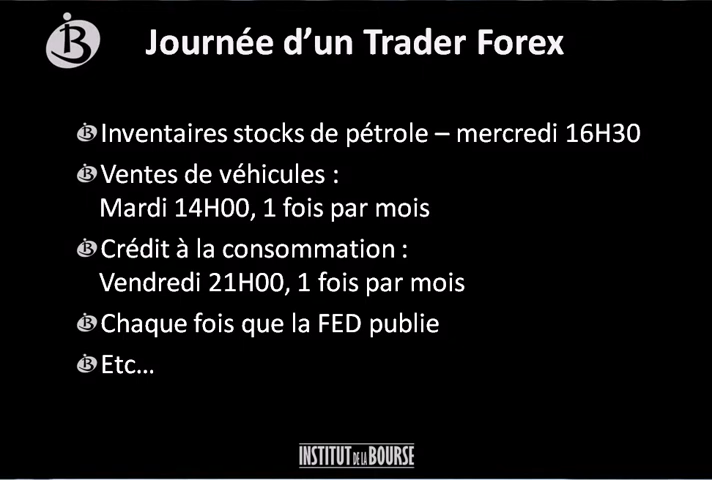 Journée d’un Trader Forex
Inventaires stocks de pétrole – mercredi 16H30
Ventes de véhicules :
Mardi 14H00, 1 fois par mois
Crédit à la consommation :
Vendredi 21H00, 1 fois par mois
Chaque fois que la FED publie
Etc…
INSTITUT DE LA BOURSE